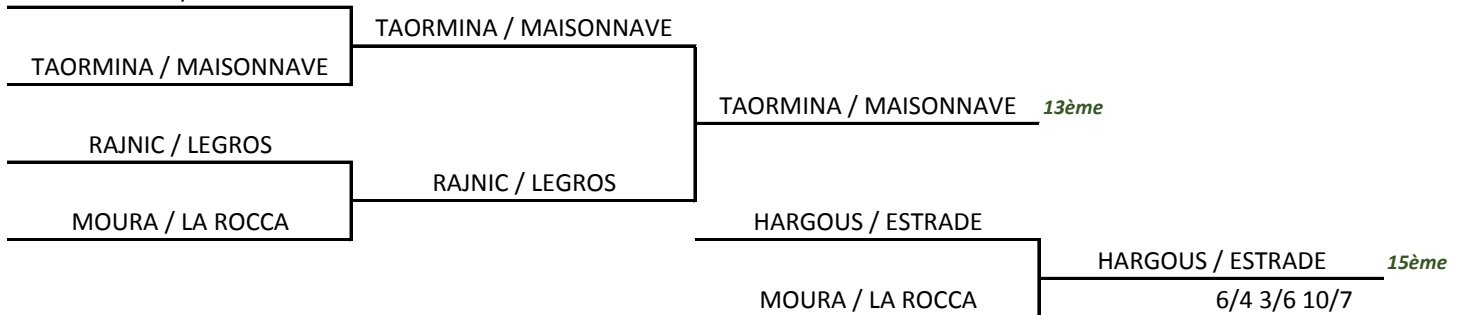 TAORMINA / MAISONNAVE
TAORMINA / MAISONNAVE
TAORMINA / MAISONNAVE 13ème
RAJNIC / LEGROS
RAJNIC / LEGROS
MOURA / LA ROCCA
HARGOUS / ESTRADE
HARGOUS / ESTRADE 15ème
MOURA / LA ROCCA
6/4 3/6 10/7